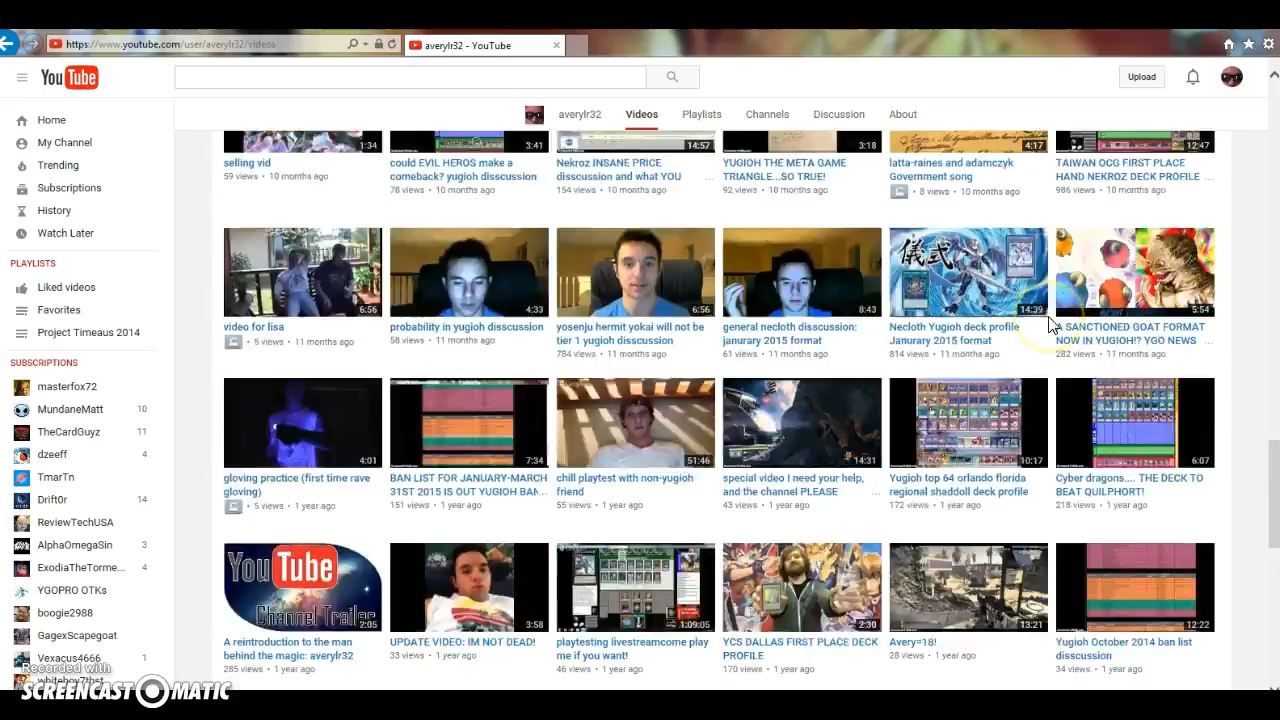 https://www.youtube.com/user/averylr32/videos
averylr32 - YouTube
YouTube
Upload
averylr32 Videos Playlists Channels Discussion About
Home
My Channel
Trending
Subscriptions
History
Watch Later
PLAYLISTS
Liked videos
Favorites
Project Timeaus 2014
SUBSCRIPTIONS
masterfox72
MundaneMatt 10
TheCardGuyz 11
dzeeff 4
TmarTn
Drift0r 14
ReviewTechUSA
AlphaOmegaSin 3
ExodiaTheTorme... 4
YGOPRO OTKs
boogie2988
GagexScapegoat
Vexacus4666 1
whiteboy7thst
1:34
selling vid
59 views • 10 months ago
3:41
could EVIL HEROS make a
comeback? yugioh disscussion
78 views • 10 months ago
14:57
Nekroz INSANE PRICE
disscussion and what YOU ...
154 views • 10 months ago
3:18
YUGIOH THE META GAME
TRIANGLE...SO TRUE!
92 views • 10 months ago
4:17
latta-raines and adamczyk
Government song
• 8 views • 10 months ago
12:47
TAIWAN OCG FIRST PLACE
HAND NEKROZ DECK PROFILE ...
986 views • 10 months ago
6:56
video for lisa
• 5 views • 11 months ago
4:33
probability in yugioh disscussion
58 views • 11 months ago
6:56
yosenju hermit yokai will not be
tier 1 yugioh disscussion
784 views • 11 months ago
8:43
general necloth disscussion:
janurary 2015 format
61 views • 11 months ago
儀式
14:39
Necloth Yugioh deck profile
Janurary 2015 format
814 views • 11 months ago
5:54
A SANCTIONED GOAT FORMAT
NOW IN YUGIOH!? YGO NEWS ...
282 views • 11 months ago
4:01
gloving practice (first time rave
gloving)
• 5 views • 1 year ago
7:34
BAN LIST FOR JANUARY-MARCH
31ST 2015 IS OUT YUGIOH BAN...
151 views • 1 year ago
51:46
chill playtest with non-yugioh
friend
55 views • 1 year ago
14:31
special video I need your help,
and the channel PLEASE ...
43 views • 1 year ago
10:17
Yugioh top 64 orlando florida
regional shaddoll deck profile
172 views • 1 year ago
6:07
Cyber dragons.... THE DECK TO
BEAT QUILPHORT!
218 views • 1 year ago
YouTube
Channel Trailer
2:05
A reintroduction to the man
behind the magic: averylr32
285 views • 1 year ago
3:58
UPDATE VIDEO: IM NOT DEAD!
33 views • 1 year ago
1:09:05
playtesting livestreamcome play
me if you want!
46 views • 1 year ago
2:30
YCS DALLAS FIRST PLACE DECK
PROFILE
170 views • 1 year ago
13:21
Avery=18!
28 views • 1 year ago
12:22
Yugioh October 2014 ban list
disscussion
34 views • 1 year ago
Recorded with
SCREENCAST-O-MATIC